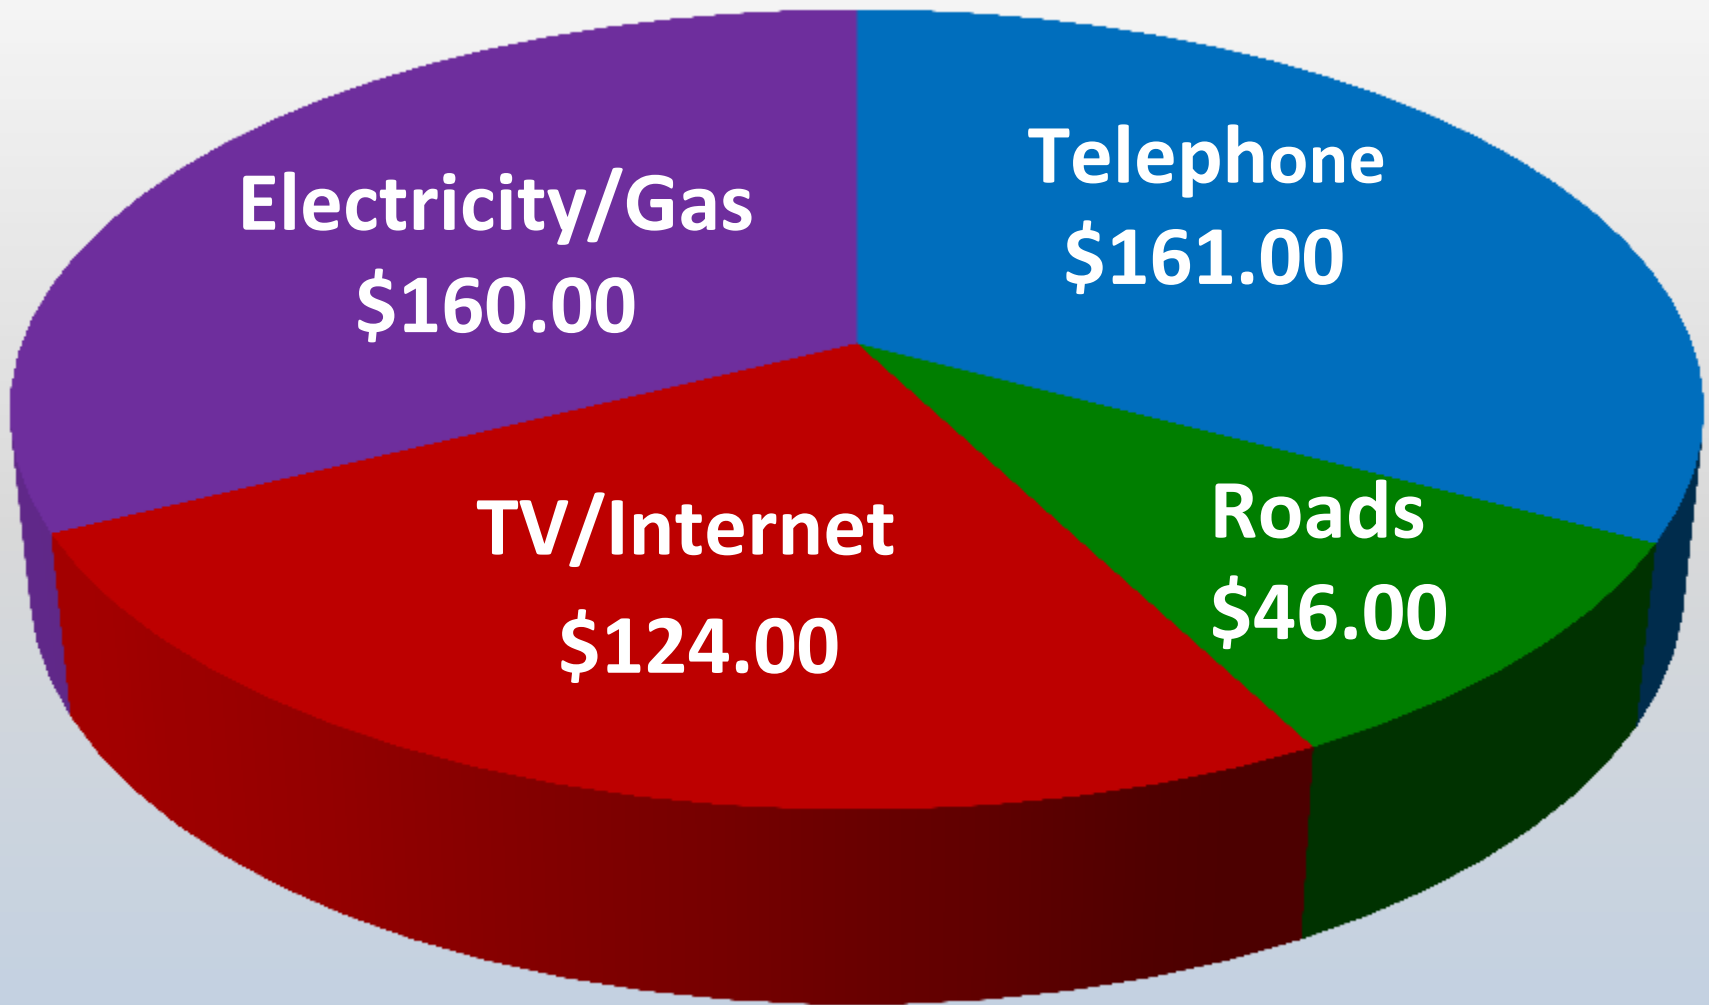 Electricity/Gas
$160.00
Telephone
$161.00
TV/Internet
$124.00
Roads
$46.00